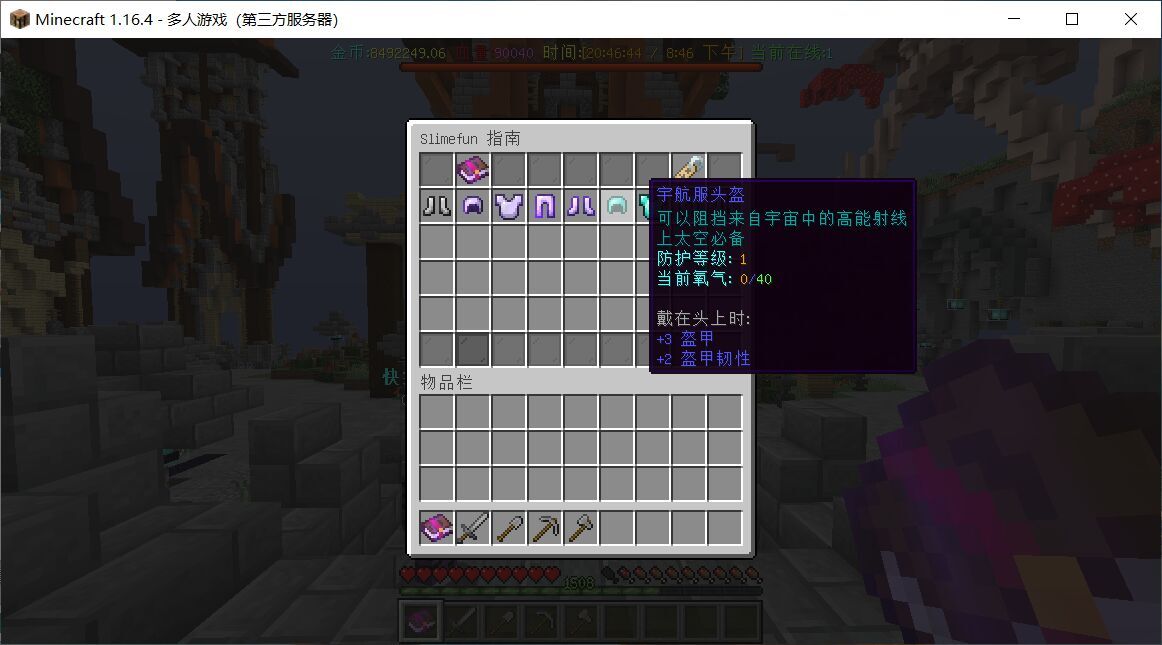 Minecraft 1.16.4 - 多人游戏（第三方服务器）
金币:8492249.06 90040 时间:[20:46:44 / 8:46 下午] 当前在线:1
Slimefun 指南
宇航服头盔
可以阻挡来自宇宙中的高能射线
上太空必备
防护等级: 1
当前氧气: 0/40
戴在头上时:
+3 盔甲
+2 盔甲韧性
快
物品栏
1508